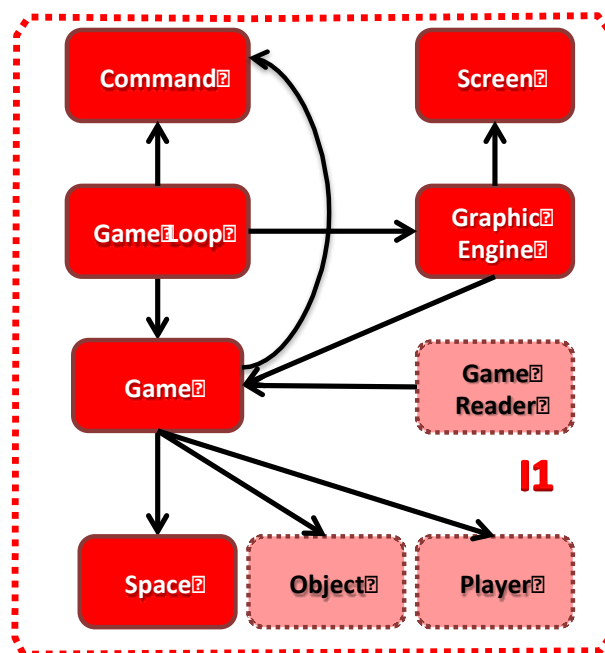 Command
Screen
Game Loop
Graphic
Engine
Game
Game
Reader
I1
Space
Object
Player